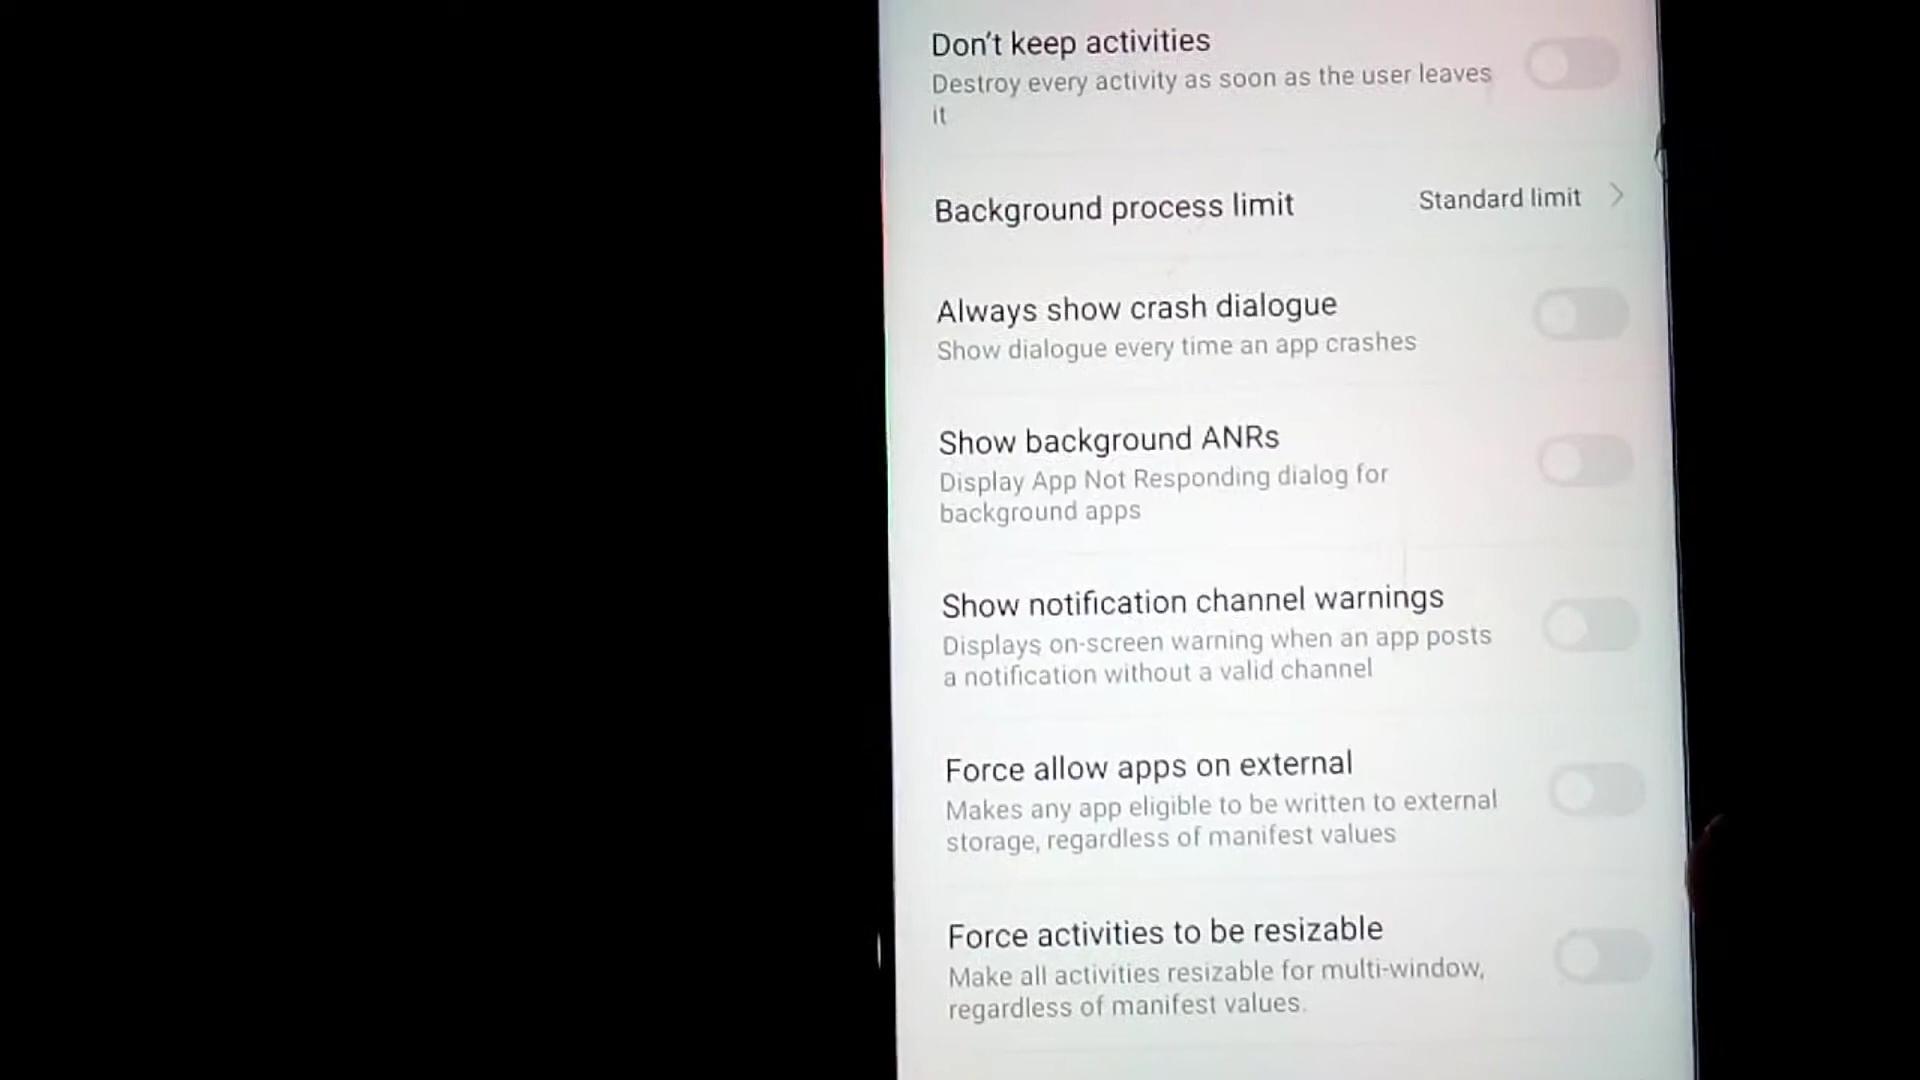 Don't keep activities
Destroy every activity as soon as the user leaves
it
Background process limit
Standard limit
Always show crash dialogue
Show dialogue every time an app crashes
Show background ANRs
Display App Not Responding dialog for
background apps
Show notification channel warnings
Displays on-screen warning when an app posts
a notification without a valid channel
Force allow apps on external
Makes any app eligible to be written to external
storage, regardless of manifest values
Force activities to be resizable
Make all activities resizable for multi-window,
regardless of manifest values.